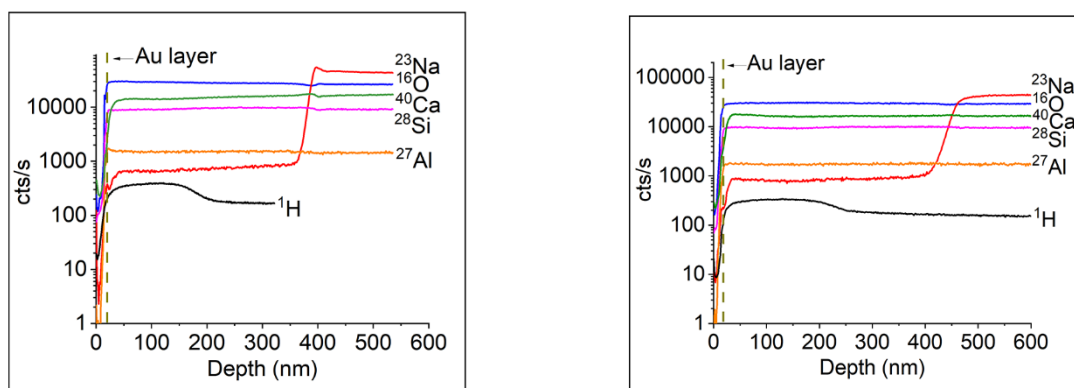 Au layer
²³Na
¹⁶O
⁴⁰Ca
²⁸Si
²⁷Al
¹H
10000
1000
100
10
1
cts/s
0 100 200 300 400 500 600
Depth (nm)
Au layer
²³Na
¹⁶O
⁴⁰Ca
²⁸Si
²⁷Al
¹H
100000
10000
1000
100
10
1
cts/s
0 100 200 300 400 500 600
Depth (nm)